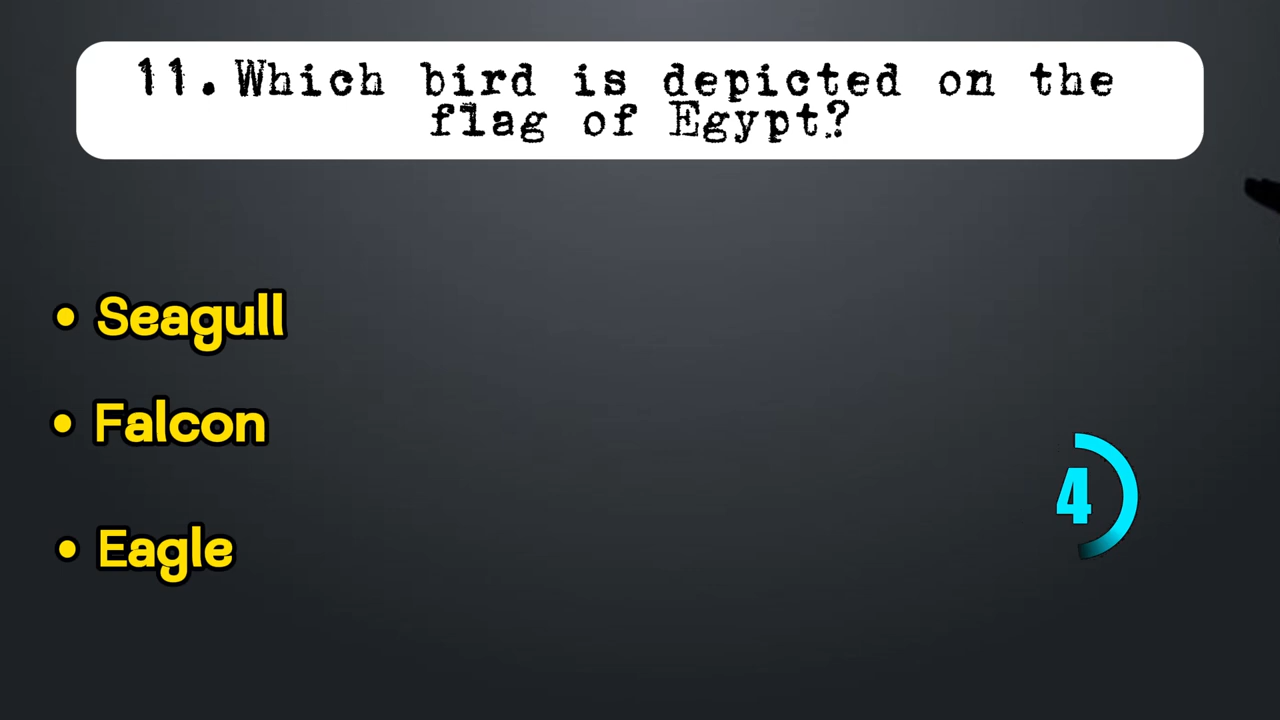 11. Which bird is depicted on the
flag of Egypt?
• Seagull
• Falcon
• Eagle
4